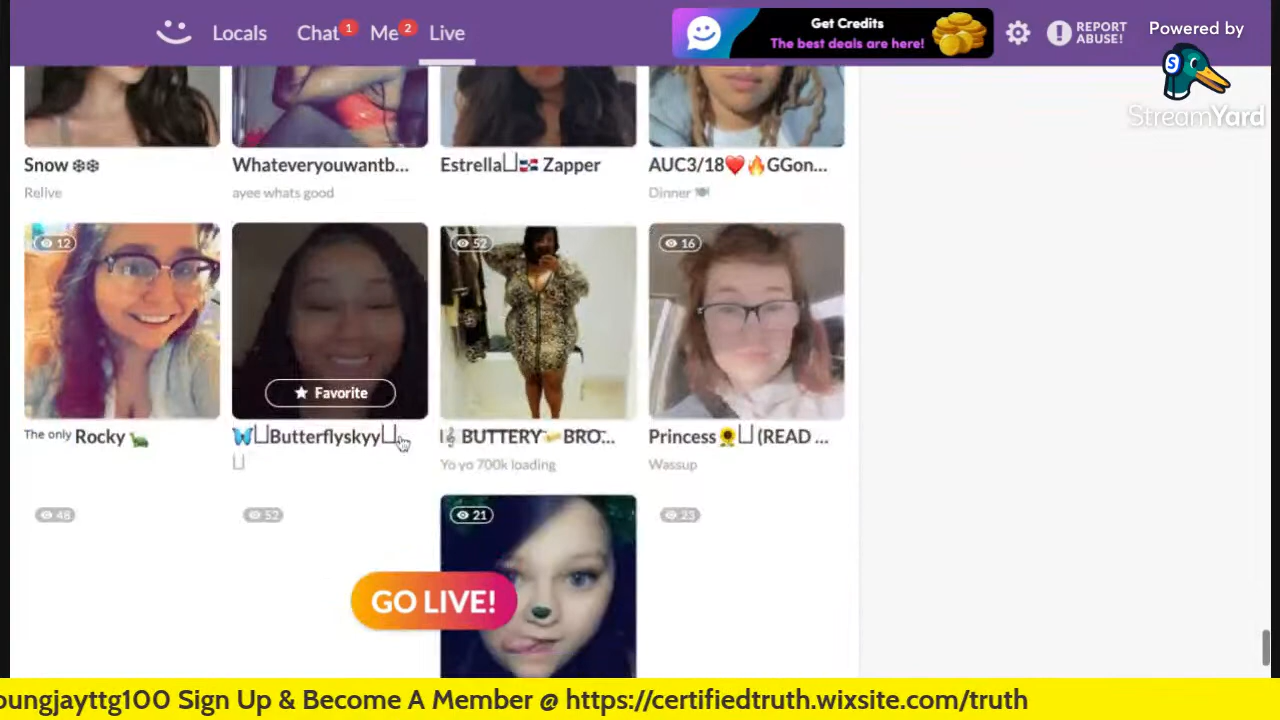 Locals Chat 1 Me 2 Live
Get Credits
The best deals are here!
REPORT
ABUSE!
Powered by
StreamYard
Snow ❄❄
Relive
Whateveryouwantb...
ayee whats good
Estrella🇩🇴 Zapper
AUC3/18❤️🔥GGon...
Dinner 🍽
12
The only Rocky 🐛
Favorite
🦋Butterflyskyy
52
BUTTERY BRO...
Yo yo 700k loading
16
Princess🌻 (READ ...
Wassup
48
52
21
23
GO LIVE!
oungjayttg100 Sign Up & Become A Member @ https://certifiedtruth.wixsite.com/truth